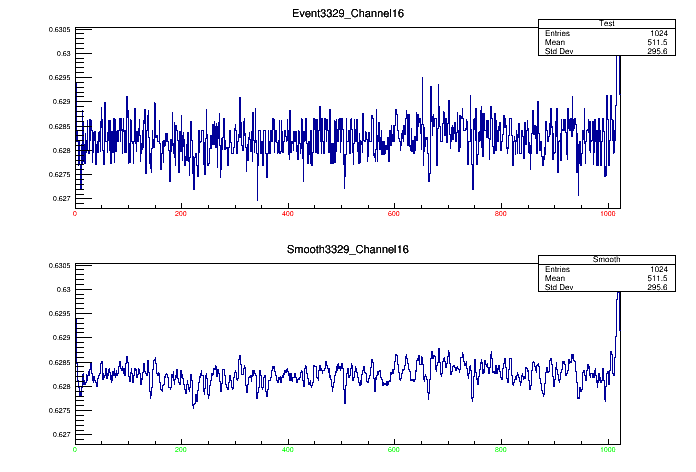 Event3329_Channel16
Test
Entries 1024
Mean 511.5
Std Dev 295.6
0.6305
0.63
0.6295
0.629
0.6285
0.628
0.6275
0.627
0 200 400 600 800 1000
Smooth3329_Channel16
Smooth
Entries 1024
Mean 511.5
Std Dev 295.6
0.6305
0.63
0.6295
0.629
0.6285
0.628
0.6275
0.627
0 200 400 600 800 1000